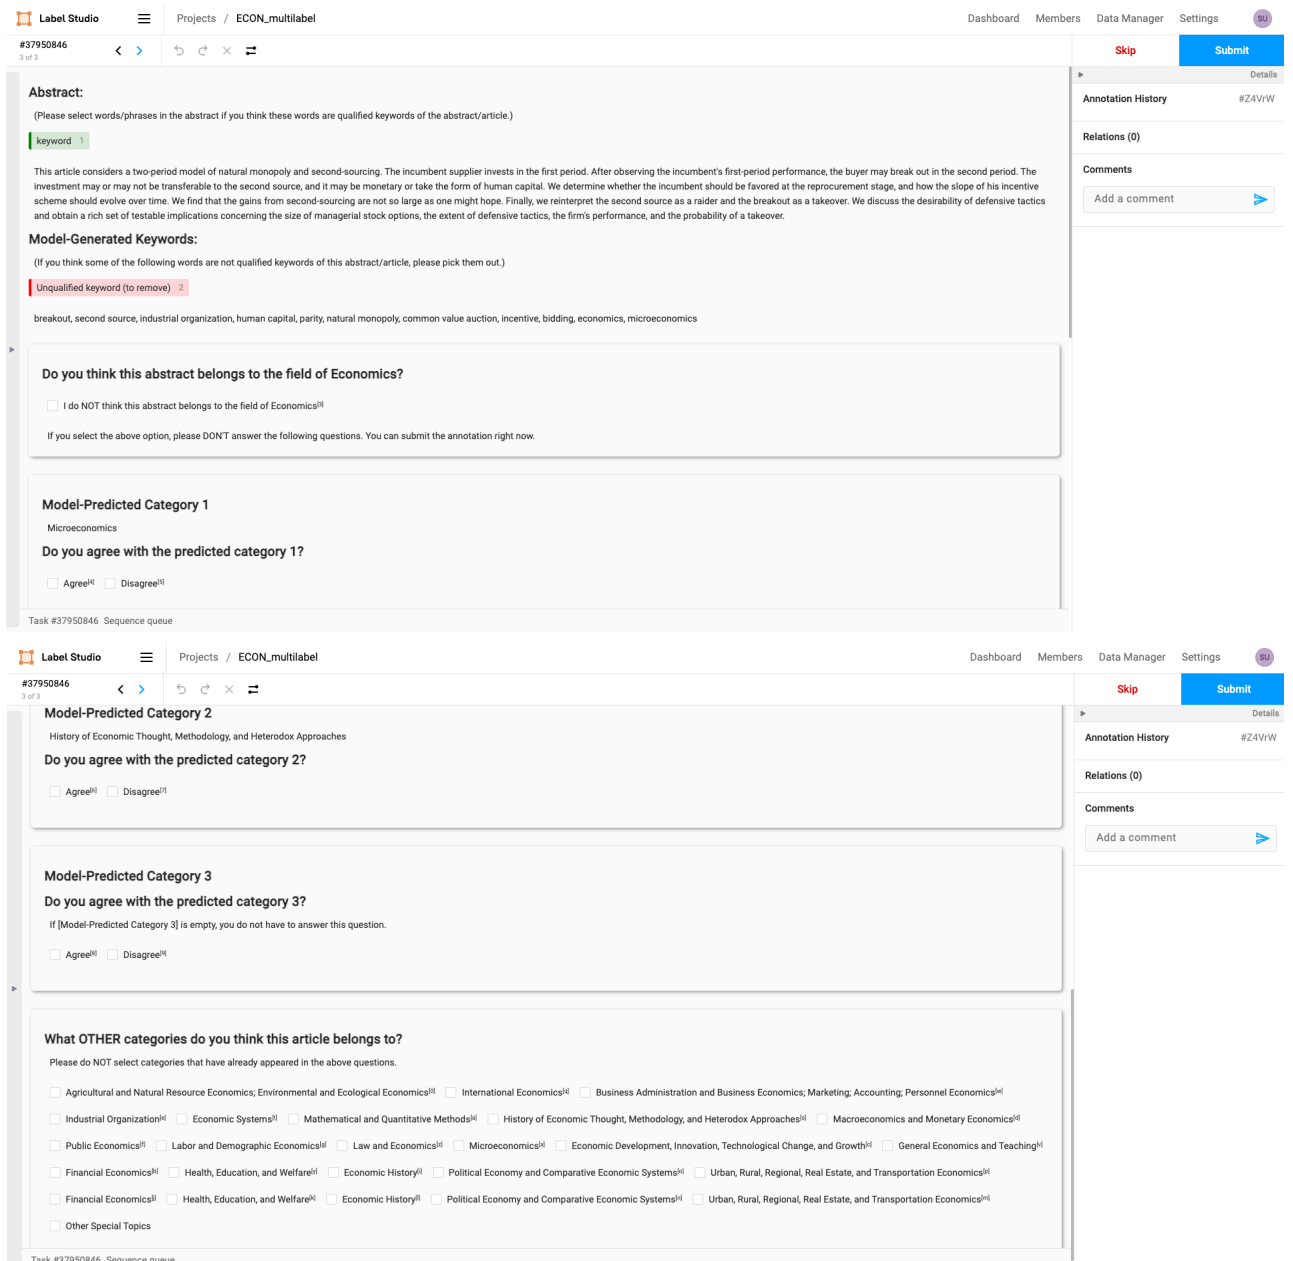 Label Studio Projects / ECON_multilabel Dashboard Members Data Manager Settings SU
#37950846
3 of 3
Skip Submit
Details
Annotation History #Z4VrW
Relations (0)
Comments
Add a comment
Abstract:
(Please select words/phrases in the abstract if you think these words are qualified keywords of the abstract/article.)
keyword 1
This article considers a two-period model of natural monopoly and second-sourcing. The incumbent supplier invests in the first period. After observing the incumbent's first-period performance, the buyer may break out in the second period. The
investment may or may not be transferable to the second source, and it may be monetary or take the form of human capital. We determine whether the incumbent should be favored at the reprocurement stage, and how the slope of his incentive
scheme should evolve over time. We find that the gains from second-sourcing are not so large as one might hope. Finally, we reinterpret the second source as a raider and the breakout as a takeover. We discuss the desirability of defensive tactics
and obtain a rich set of testable implications concerning the size of managerial stock options, the extent of defensive tactics, the firm's performance, and the probability of a takeover.
Model-Generated Keywords:
(If you think some of the following words are not qualified keywords of this abstract/article, please pick them out.)
Unqualified keyword (to remove) 2
breakout, second source, industrial organization, human capital, parity, natural monopoly, common value auction, incentive, bidding, economics, microeconomics
Do you think this abstract belongs to the field of Economics?
I do NOT think this abstract belongs to the field of Economics[3]
If you select the above option, please DON'T answer the following questions. You can submit the annotation right now.
Model-Predicted Category 1
Microeconomics
Do you agree with the predicted category 1?
Agree[4] Disagree[5]
Task #37950846 Sequence queue
Label Studio Projects / ECON_multilabel Dashboard Members Data Manager Settings SU
#37950846
3 of 3
Skip Submit
Details
Annotation History #Z4VrW
Relations (0)
Comments
Add a comment
Model-Predicted Category 2
History of Economic Thought, Methodology, and Heterodox Approaches
Do you agree with the predicted category 2?
Agree[6] Disagree[7]
Model-Predicted Category 3
Do you agree with the predicted category 3?
If [Model-Predicted Category 3] is empty, you do not have to answer this question.
Agree[8] Disagree[9]
What OTHER categories do you think this article belongs to?
Please do NOT select categories that have already appeared in the above questions.
Agricultural and Natural Resource Economics; Environmental and Ecological Economics[0] International Economics[q] Business Administration and Business Economics; Marketing; Accounting; Personnel Economics[w]
Industrial Organization[e] Economic Systems[t] Mathematical and Quantitative Methods[a] History of Economic Thought, Methodology, and Heterodox Approaches[s] Macroeconomics and Monetary Economics[d]
Public Economics[f] Labor and Demographic Economics[g] Law and Economics[z] Microeconomics[x] Economic Development, Innovation, Technological Change, and Growth[c] General Economics and Teaching[v]
Financial Economics[b] Health, Education, and Welfare[y] Economic History[i] Political Economy and Comparative Economic Systems[o] Urban, Rural, Regional, Real Estate, and Transportation Economics[p]
Financial Economics[j] Health, Education, and Welfare[k] Economic History[l] Political Economy and Comparative Economic Systems[n] Urban, Rural, Regional, Real Estate, and Transportation Economics[m]
Other Special Topics
Task #37950846 Sequence queue